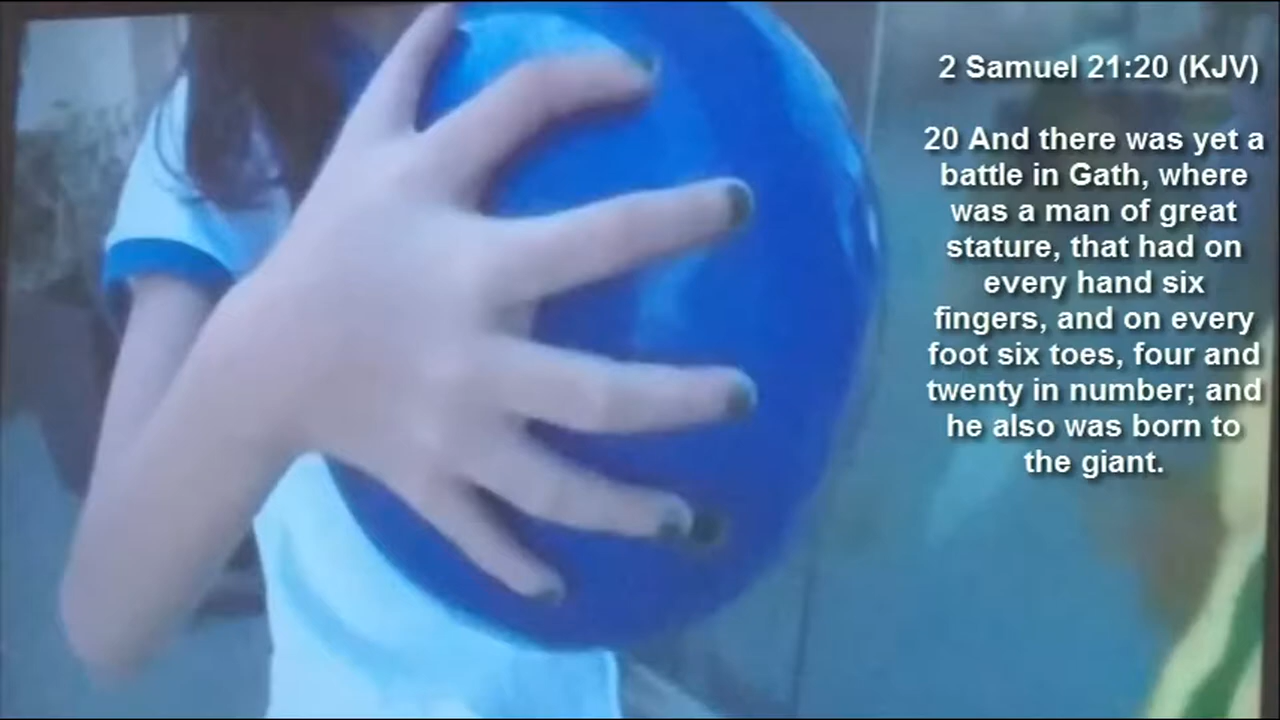 2 Samuel 21:20 (KJV)
20 And there was yet a
battle in Gath, where
was a man of great
stature, that had on
every hand six
fingers, and on every
foot six toes, four and
twenty in number; and
he also was born to
the giant.